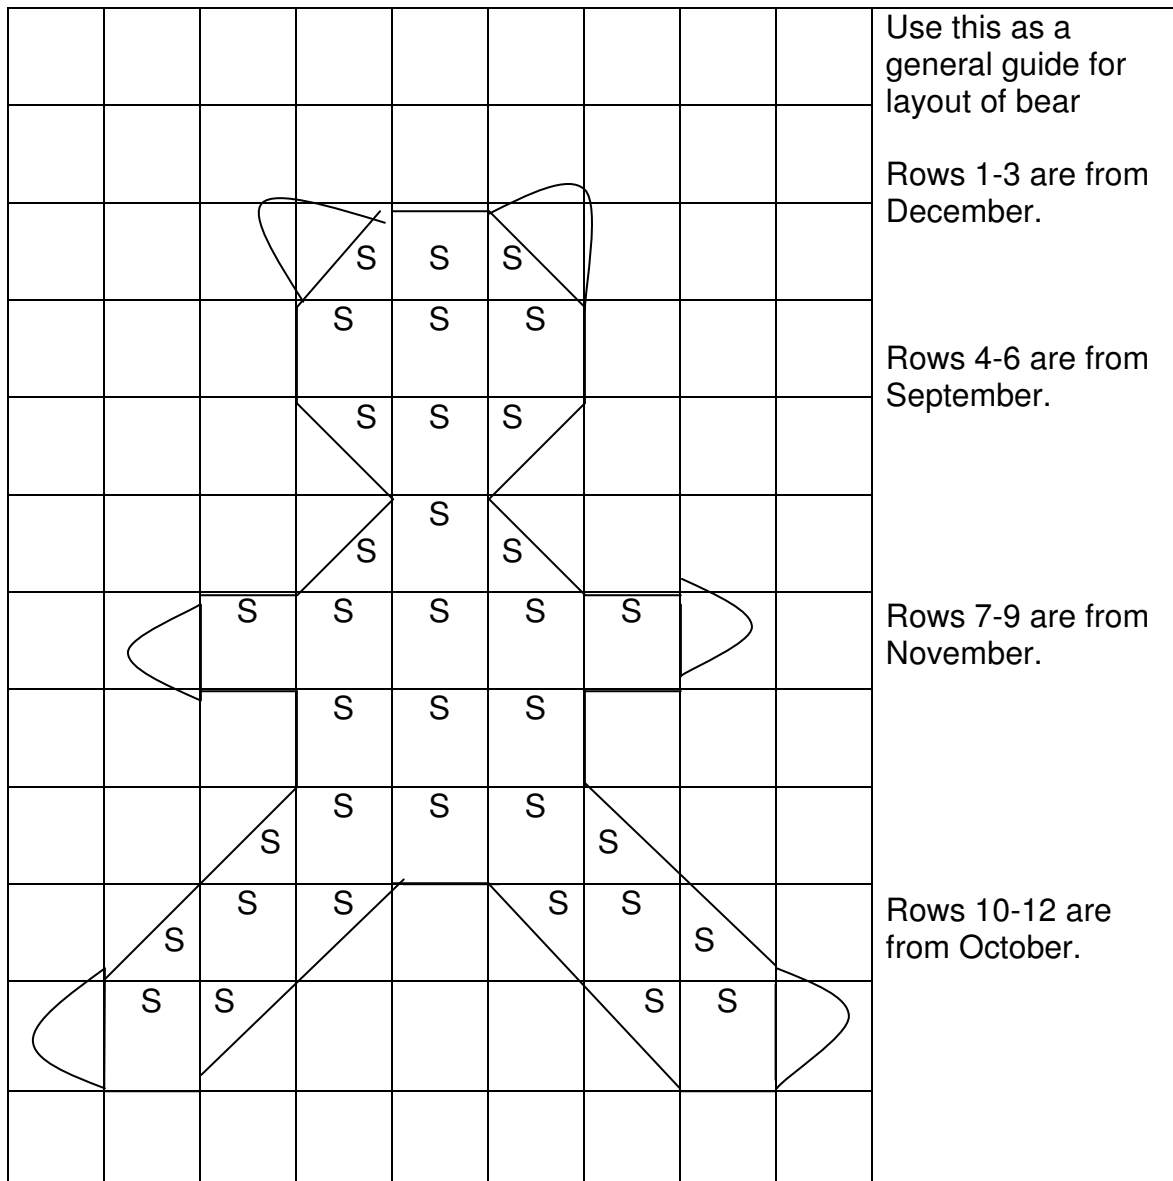 Use this as a
general guide for
layout of bear
Rows 1-3 are from
December.
S S S
S S S
Rows 4-6 are from
September.
S S S
S
S S
S S S S S
Rows 7-9 are from
November.
S S S
S S S
S S
S S S S
Rows 10-12 are
from October.
S S
S S S S